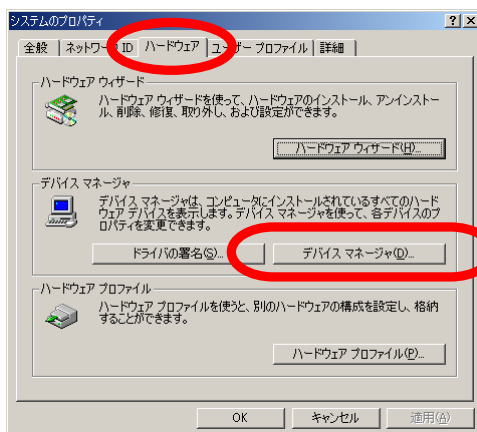 システムのプロパティ
全般 ネットワーク ID ハードウェア ユーザー プロファイル 詳細
ハードウェア ウィザード
ハードウェア ウィザードを使って、ハードウェアのインストール、アンインストー
ル、削除、修復、取り外し、および設定ができます。
ハードウェア ウィザード(H)...
デバイス マネージャ
デバイス マネージャは、コンピュータにインストールされているすべてのハード
ウェア デバイスを表示します。デバイス マネージャを使って、各デバイスのプ
ロパティを変更できます。
ドライバの署名(S)... デバイス マネージャ(D)...
ハードウェア プロファイル
ハードウェア プロファイルを使うと、別のハードウェアの構成を設定し、格納
することができます。
ハードウェア プロファイル(P)...
OK キャンセル 適用(A)